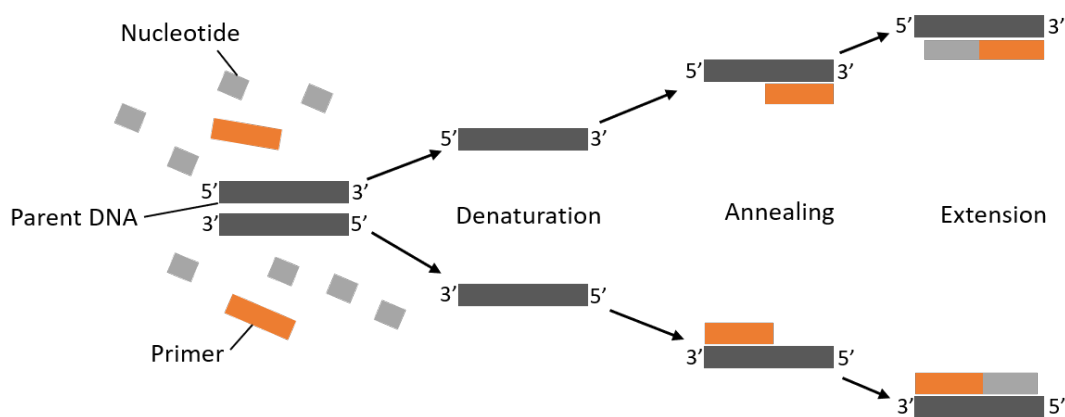 Nucleotide
5’ 3’
5’ 3’
5’ 3’
5’ 3’
Parent DNA
3’ 5’
Denaturation
Annealing
Extension
3’ 5’
Primer
3’ 5’
3’ 5’